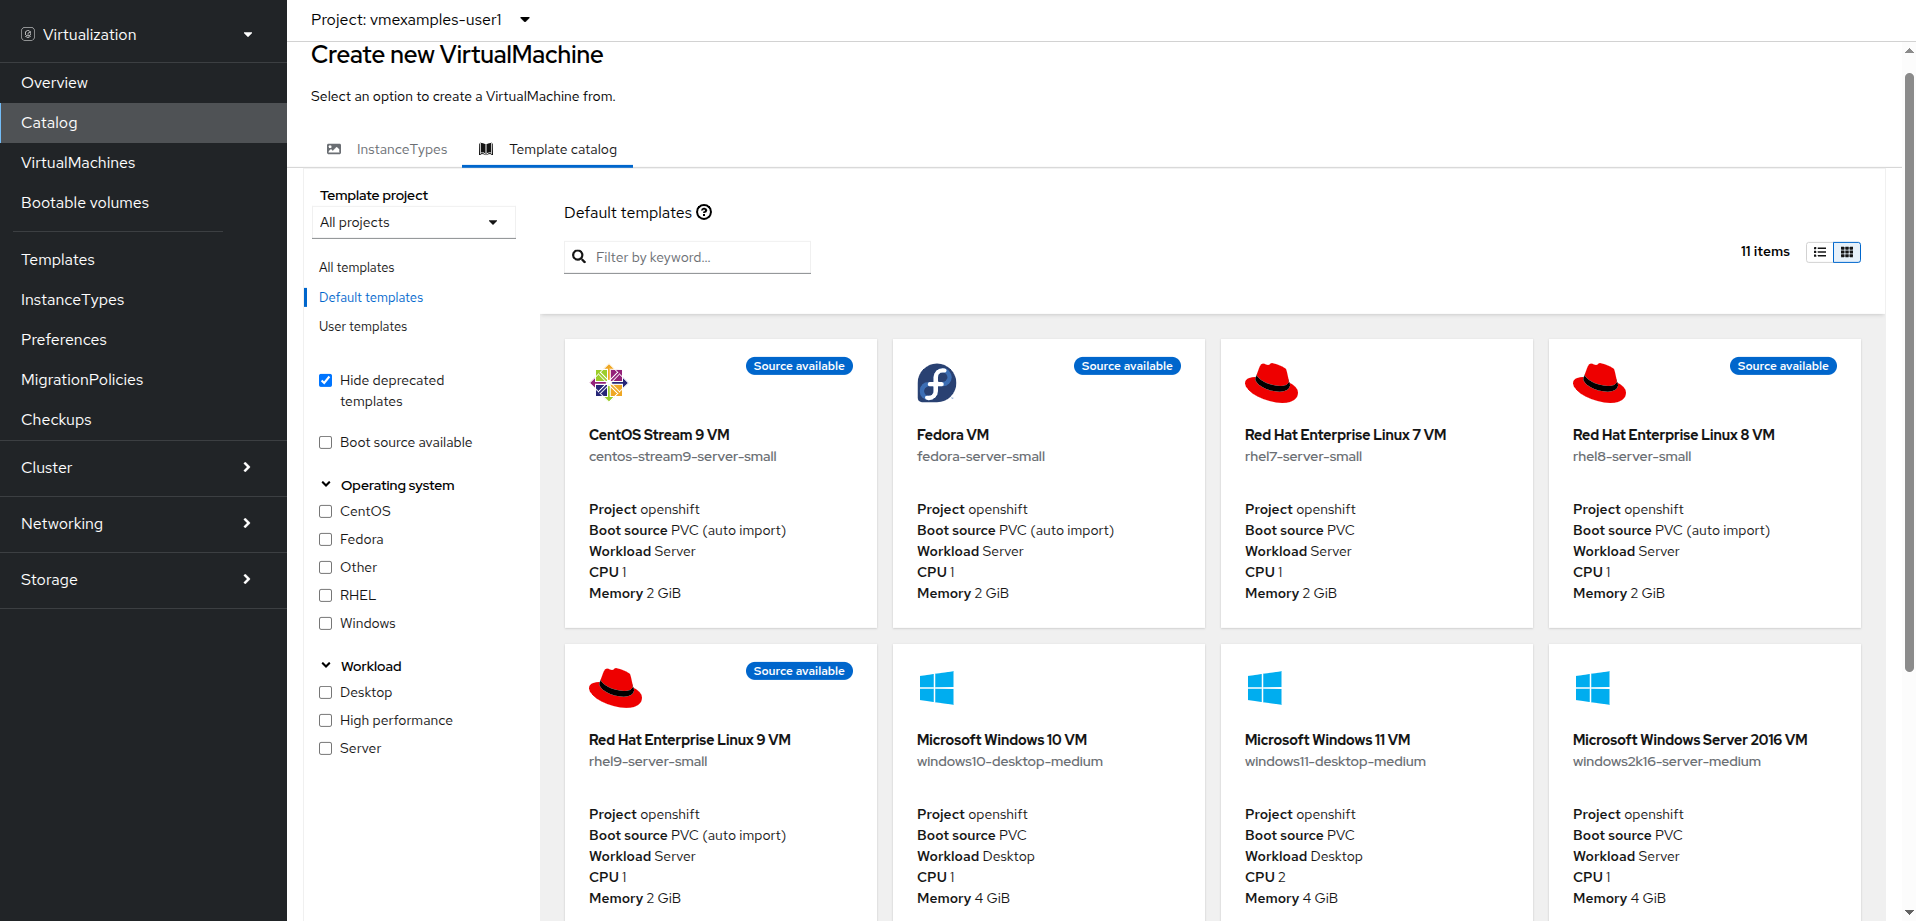 Virtualization
Overview
Catalog
VirtualMachines
Bootable volumes
Templates
InstanceTypes
Preferences
MigrationPolicies
Checkups
Cluster
Networking
Storage
Project: vmexamples-user1
Create new VirtualMachine
Select an option to create a VirtualMachine from.
InstanceTypes
Template catalog
Template project
All projects
All templates
Default templates
User templates
Hide deprecated
templates
Boot source available
Operating system
CentOS
Fedora
Other
RHEL
Windows
Workload
Desktop
High performance
Server
Default templates
Filter by keyword...
11 items
Source available
CentOS Stream 9 VM
centos-stream9-server-small
Project openshift
Boot source PVC (auto import)
Workload Server
CPU 1
Memory 2 GiB
Source available
Fedora VM
fedora-server-small
Project openshift
Boot source PVC (auto import)
Workload Server
CPU 1
Memory 2 GiB
Red Hat Enterprise Linux 7 VM
rhel7-server-small
Project openshift
Boot source PVC
Workload Server
CPU 1
Memory 2 GiB
Source available
Red Hat Enterprise Linux 8 VM
rhel8-server-small
Project openshift
Boot source PVC (auto import)
Workload Server
CPU 1
Memory 2 GiB
Source available
Red Hat Enterprise Linux 9 VM
rhel9-server-small
Project openshift
Boot source PVC (auto import)
Workload Server
CPU 1
Memory 2 GiB
Microsoft Windows 10 VM
windows10-desktop-medium
Project openshift
Boot source PVC
Workload Desktop
CPU 1
Memory 4 GiB
Microsoft Windows 11 VM
windows11-desktop-medium
Project openshift
Boot source PVC
Workload Desktop
CPU 2
Memory 4 GiB
Microsoft Windows Server 2016 VM
windows2k16-server-medium
Project openshift
Boot source PVC
Workload Server
CPU 1
Memory 4 GiB